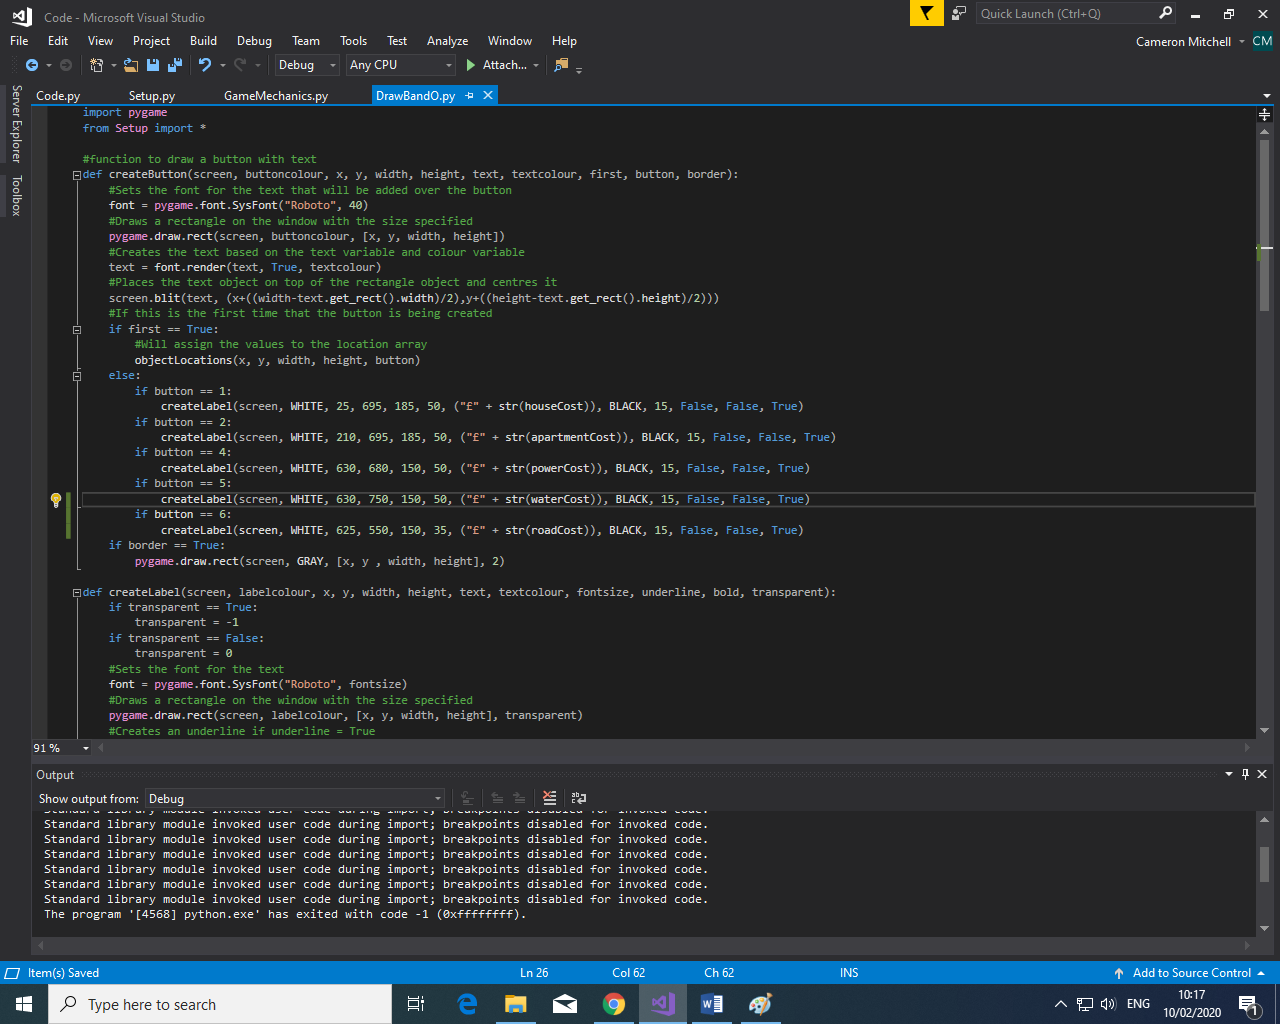 Code - Microsoft Visual Studio
Quick Launch (Ctrl+Q)
File Edit View Project Build Debug Team Tools Test Analyze Window Help
Cameron Mitchell CM
Debug Any CPU Attach...
Server Explorer
Toolbox
Code.py Setup.py GameMechanics.py DrawBandO.py
import pygame
from Setup import *
#function to draw a button with text
def createButton(screen, buttoncolour, x, y, width, height, text, textcolour, first, button, border):
#Sets the font for the text that will be added over the button
font = pygame.font.SysFont("Roboto", 40)
#Draws a rectangle on the window with the size specified
pygame.draw.rect(screen, buttoncolour, [x, y, width, height])
#Creates the text based on the text variable and colour variable
text = font.render(text, True, textcolour)
#Places the text object on top of the rectangle object and centres it
screen.blit(text, (x+((width-text.get_rect().width)/2),y+((height-text.get_rect().height)/2)))
#If this is the first time that the button is being created
if first == True:
#Will assign the values to the location array
objectLocations(x, y, width, height, button)
else:
if button == 1:
createLabel(screen, WHITE, 25, 695, 185, 50, ("£" + str(houseCost)), BLACK, 15, False, False, True)
if button == 2:
createLabel(screen, WHITE, 210, 695, 185, 50, ("£" + str(apartmentCost)), BLACK, 15, False, False, True)
if button == 4:
createLabel(screen, WHITE, 630, 680, 150, 50, ("£" + str(powerCost)), BLACK, 15, False, False, True)
if button == 5:
createLabel(screen, WHITE, 630, 750, 150, 50, ("£" + str(waterCost)), BLACK, 15, False, False, True)
if button == 6:
createLabel(screen, WHITE, 625, 550, 150, 35, ("£" + str(roadCost)), BLACK, 15, False, False, True)
if border == True:
pygame.draw.rect(screen, GRAY, [x, y , width, height], 2)
def createLabel(screen, labelcolour, x, y, width, height, text, textcolour, fontsize, underline, bold, transparent):
if transparent == True:
transparent = -1
if transparent == False:
transparent = 0
#Sets the font for the text
font = pygame.font.SysFont("Roboto", fontsize)
#Draws a rectangle on the window with the size specified
pygame.draw.rect(screen, labelcolour, [x, y, width, height], transparent)
#Creates an underline if underline = True
91 %
Output
Show output from: Debug
Standard library module invoked user code during import; breakpoints disabled for invoked code.
Standard library module invoked user code during import; breakpoints disabled for invoked code.
Standard library module invoked user code during import; breakpoints disabled for invoked code.
Standard library module invoked user code during import; breakpoints disabled for invoked code.
Standard library module invoked user code during import; breakpoints disabled for invoked code.
Standard library module invoked user code during import; breakpoints disabled for invoked code.
Standard library module invoked user code during import; breakpoints disabled for invoked code.
The program '[4568] python.exe' has exited with code -1 (0xffffffff).
Item(s) Saved Ln 26 Col 62 Ch 62 INS Add to Source Control
Type here to search
ENG
10:17
10/02/2020
1